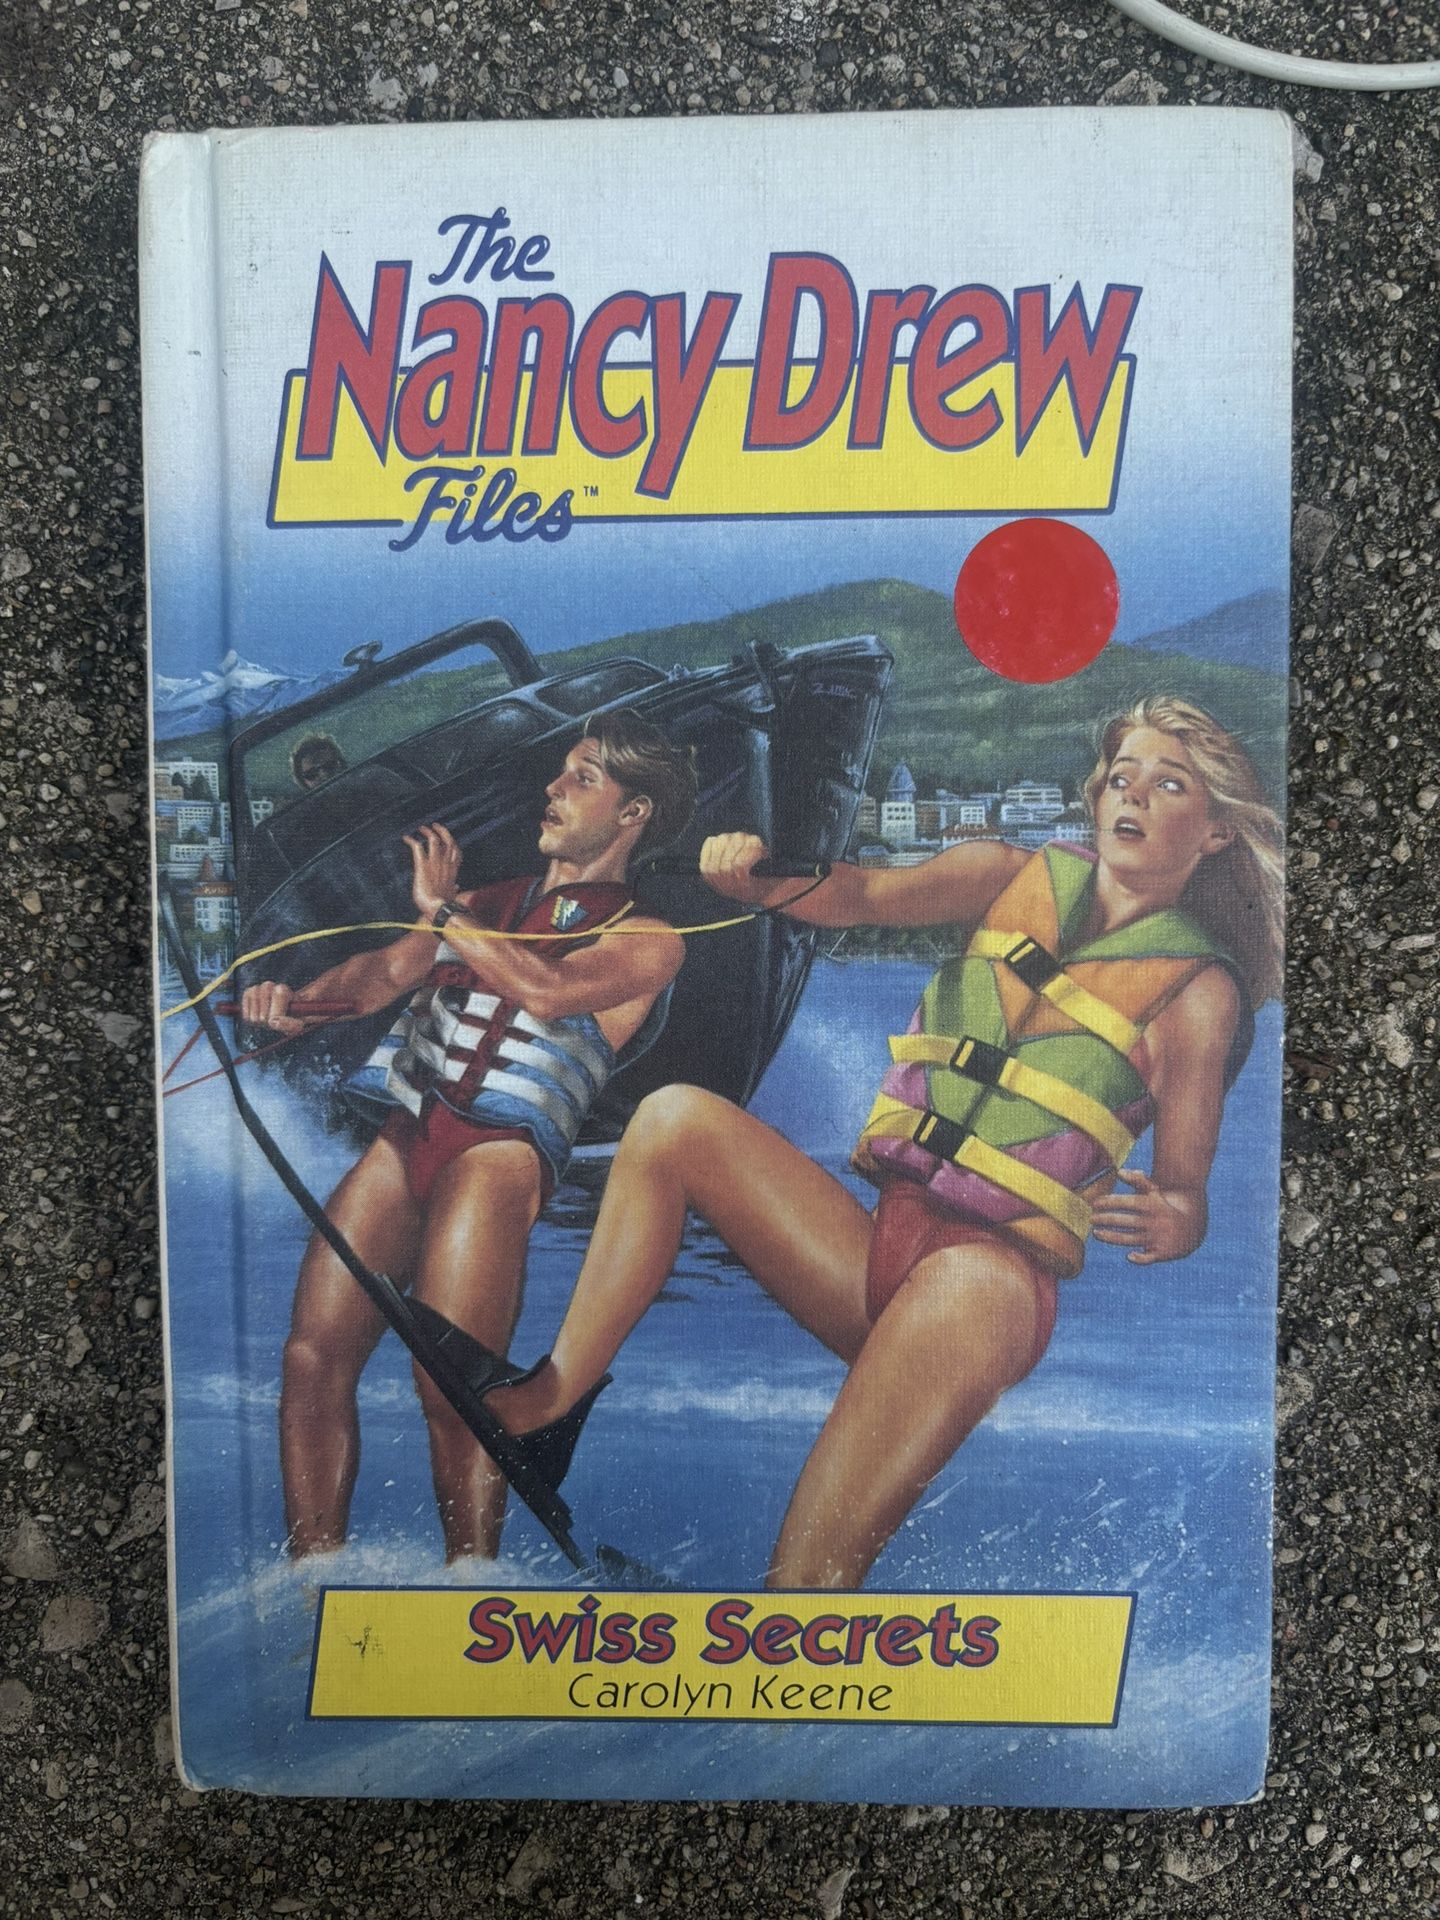 The
Nancy Drew
Files™
Swiss Secrets
Carolyn Keene